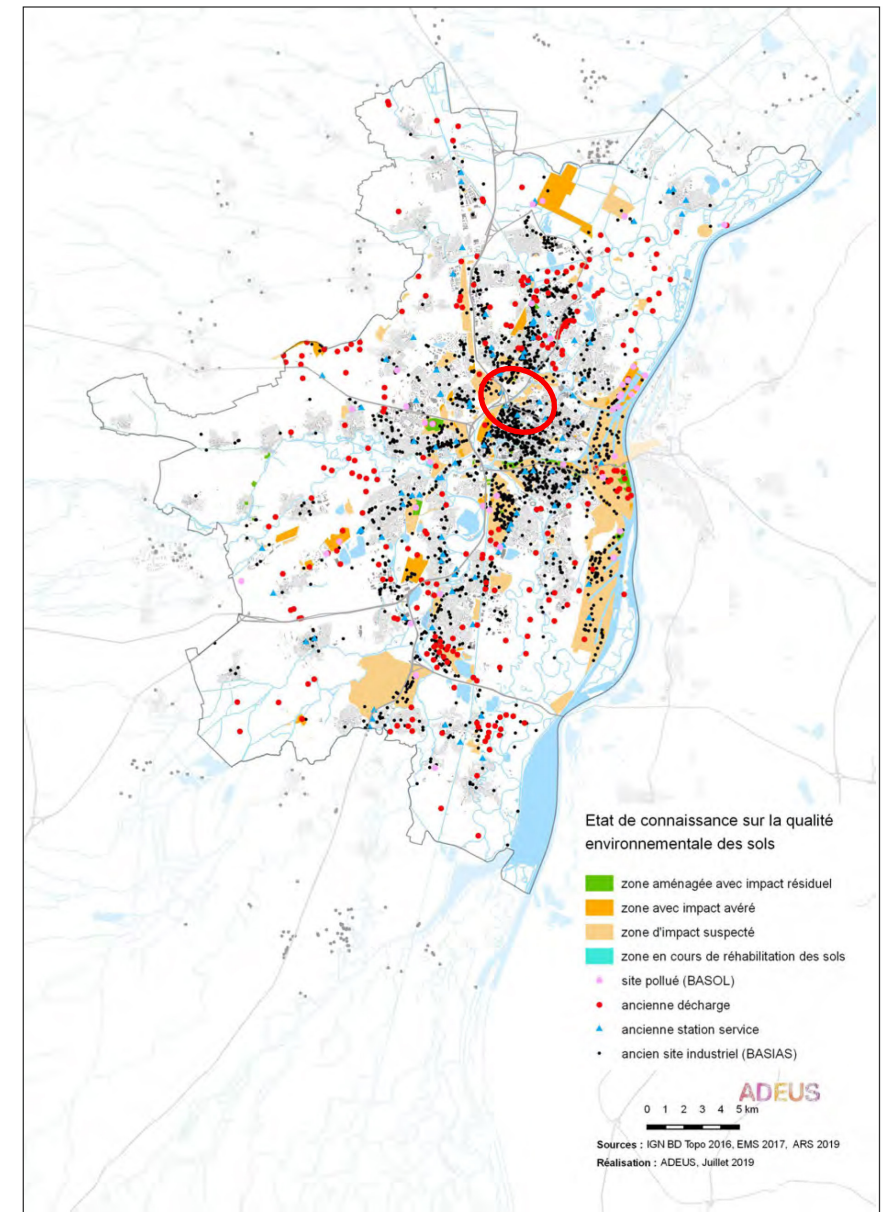 Etat de connaissance sur la qualité
environnementale des sols
zone aménagée avec impact résiduel
zone avec impact avéré
zone d'impact suspecté
zone en cours de réhabilitation des sols
site pollué (BASOL)
ancienne décharge
ancienne station service
ancien site industriel (BASIAS)
ADEUS
0 1 2 3 4 5 km
Sources : IGN BD Topo 2016, EMS 2017, ARS 2019
Réalisation : ADEUS, Juillet 2019